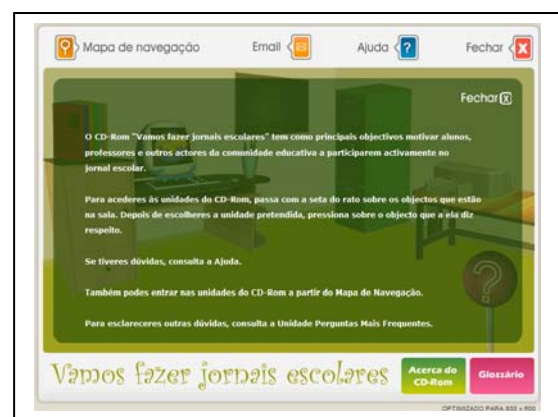 Mapa de navegação
Email
Ajuda
Fechar
Fechar
O CD-Rom "Vamos fazer jornais escolares" tem como principais objectivos motivar alunos,
professores e outros actores da comunidade educativa a participarem activamente no
jornal escolar.
Para acederes às unidades do CD-Rom, passa com a seta do rato sobre os objectos que estão
na sala. Depois de escolheres a unidade pretendida, pressiona sobre o objecto que a ela diz
respeito.
Se tiveres dúvidas, consulta a Ajuda.
Também podes entrar nas unidades do CD-Rom a partir do Mapa de Navegação.
Para esclareceres outras dúvidas, consulta a Unidade Perguntas Mais Frequentes.
Vamos fazer jornais escolares
Acerca do
CD-Rom
Glossário
OPTIMIZADO PARA 800 x 600